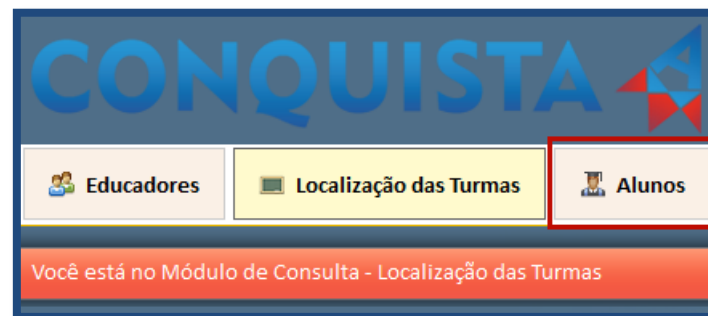 CONQUISTA
Educadores Localização das Turmas Alunos
Você está no Módulo de Consulta - Localização das Turmas